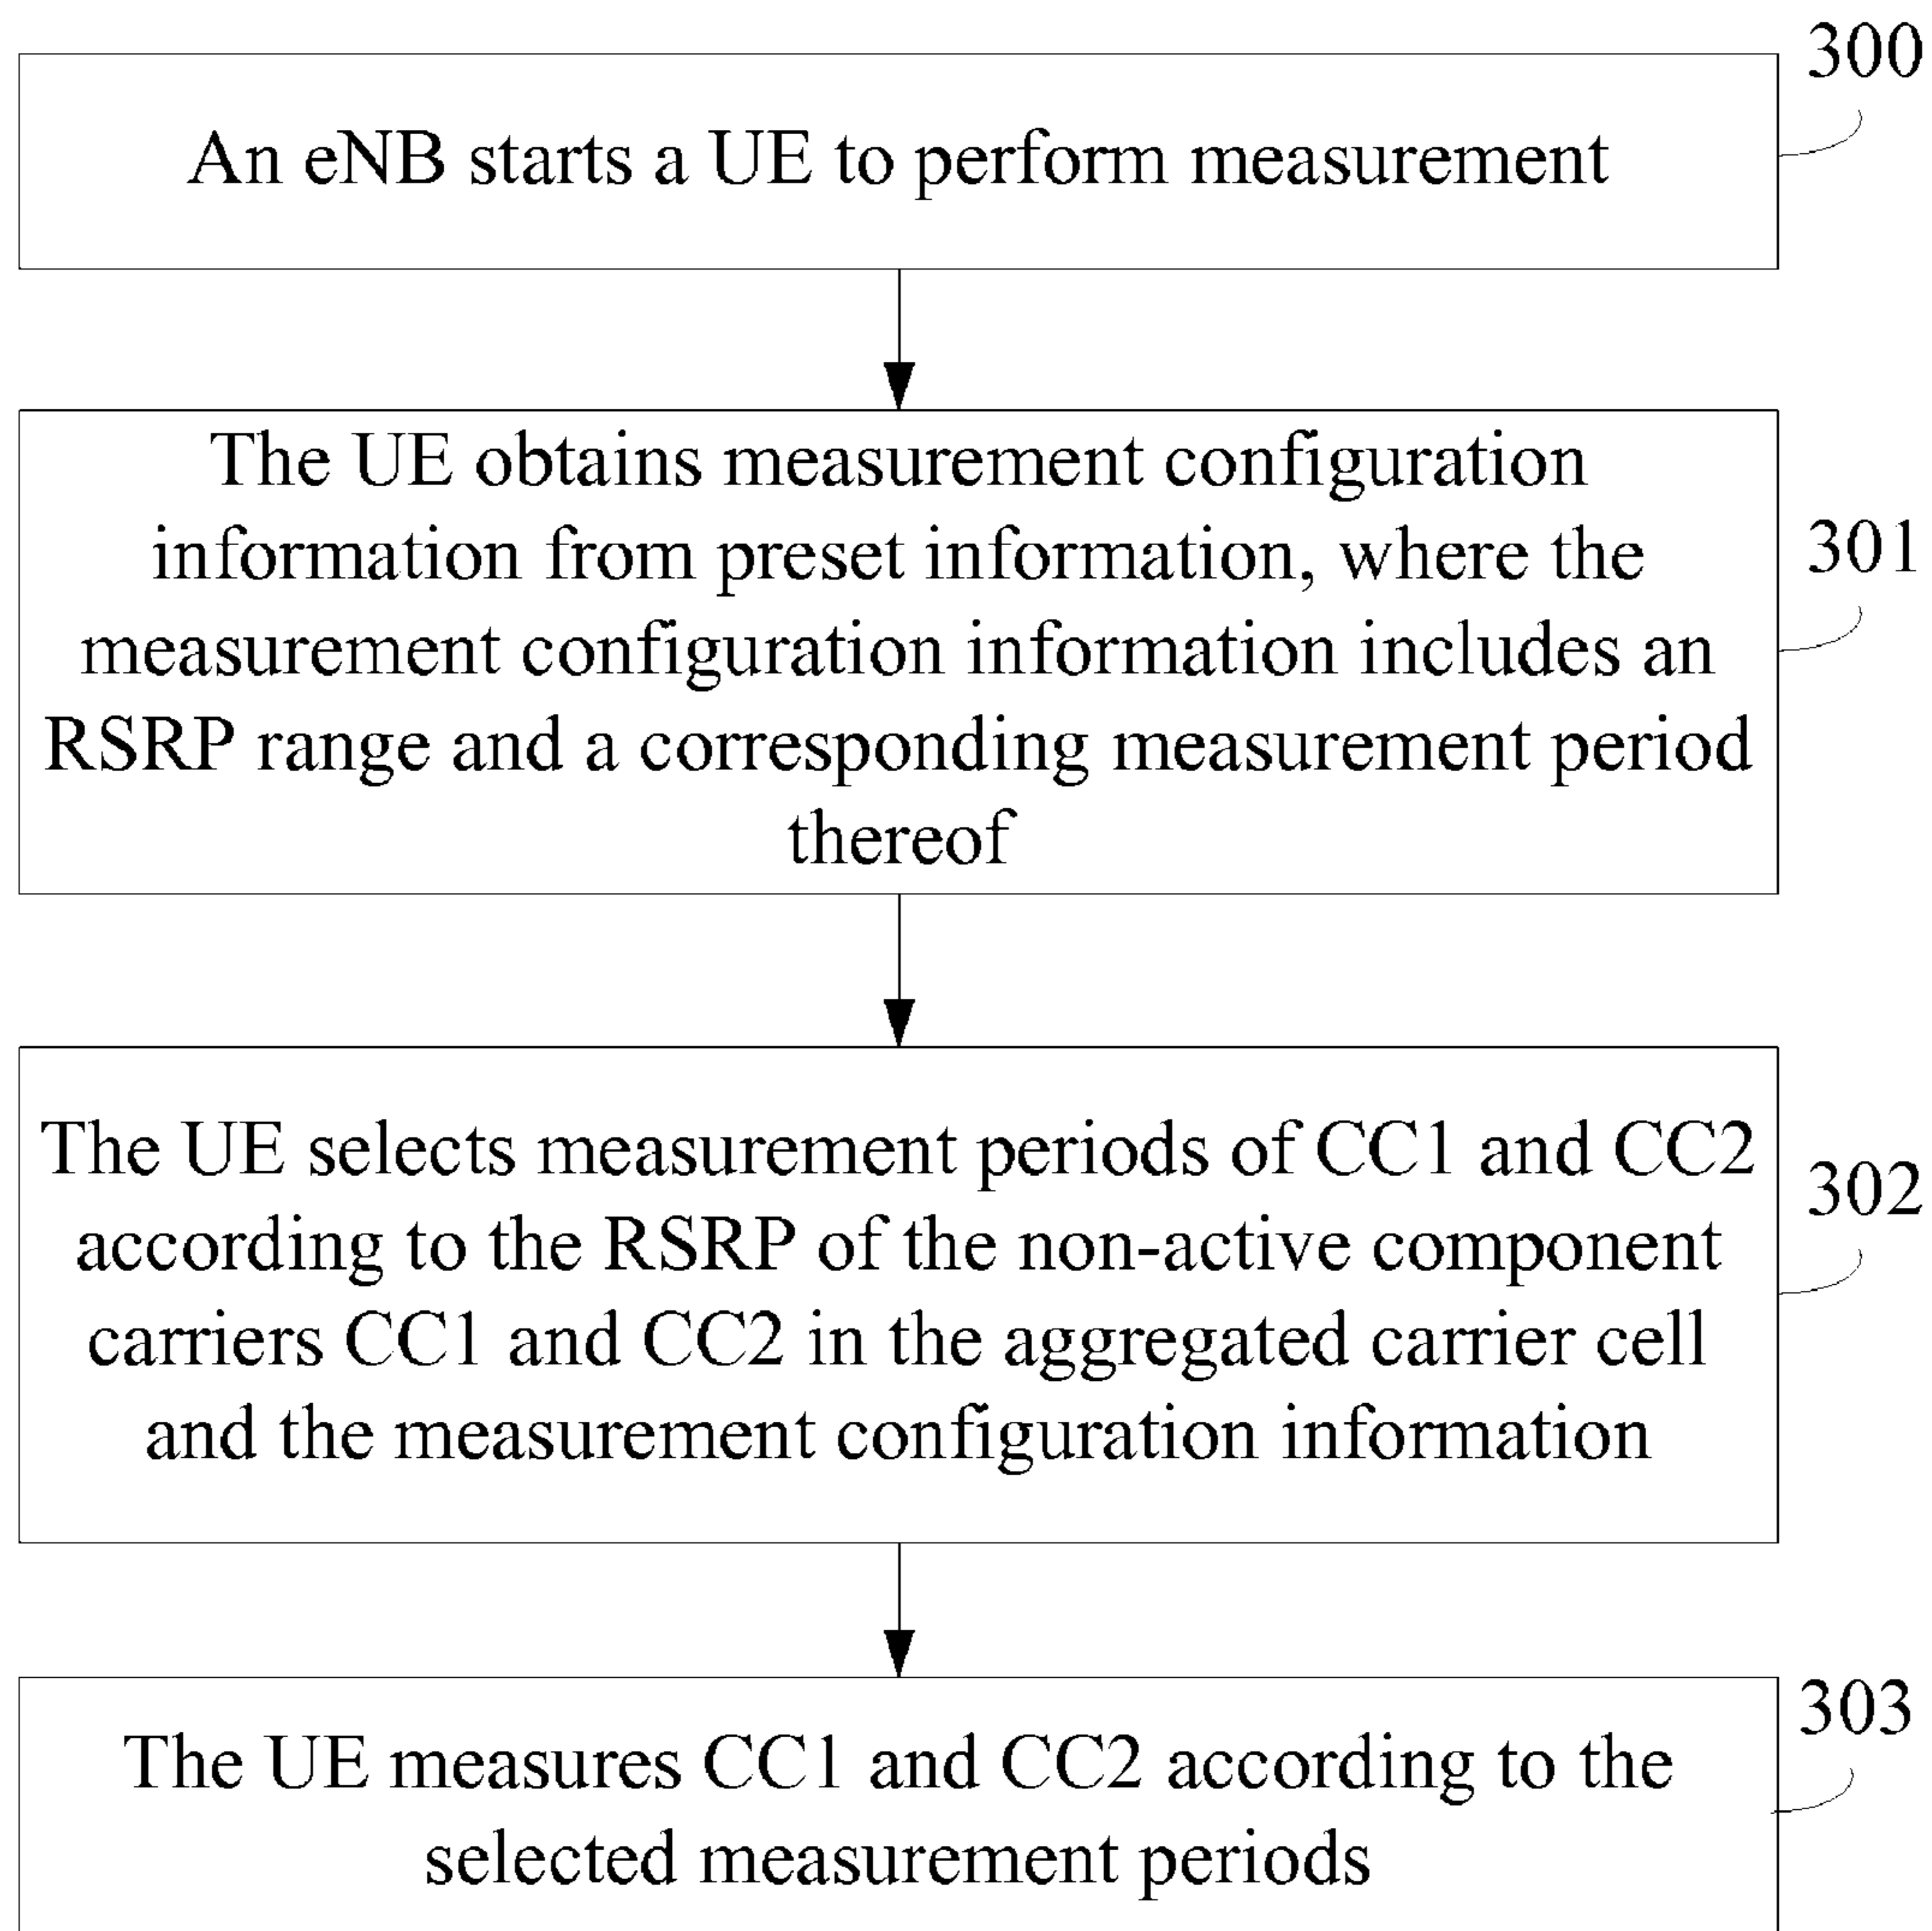 300
An eNB starts a UE to perform measurement
The UE obtains measurement configuration
information from preset information, where the
measurement configuration information includes an
RSRP range and a corresponding measurement period
thereof
301
The UE selects measurement periods of CC1 and CC2
according to the RSRP of the non-active component
carriers CC1 and CC2 in the aggregated carrier cell
and the measurement configuration information
302
The UE measures CC1 and CC2 according to the
selected measurement periods
303